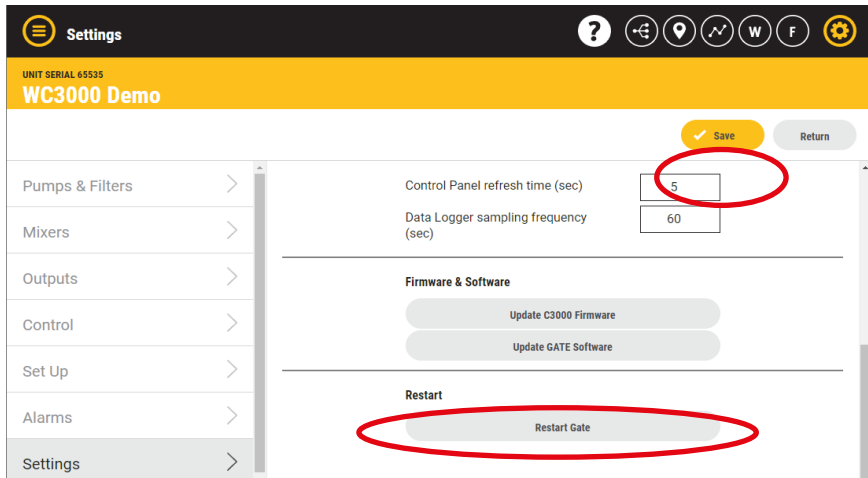 Settings
?
W
F
UNIT SERIAL 65535
WC3000 Demo
Save
Return
Pumps & Filters
Mixers
Outputs
Control
Set Up
Alarms
Settings
Control Panel refresh time (sec)
5
Data Logger sampling frequency
(sec)
60
Firmware & Software
Update C3000 Firmware
Update GATE Software
Restart
Restart Gate